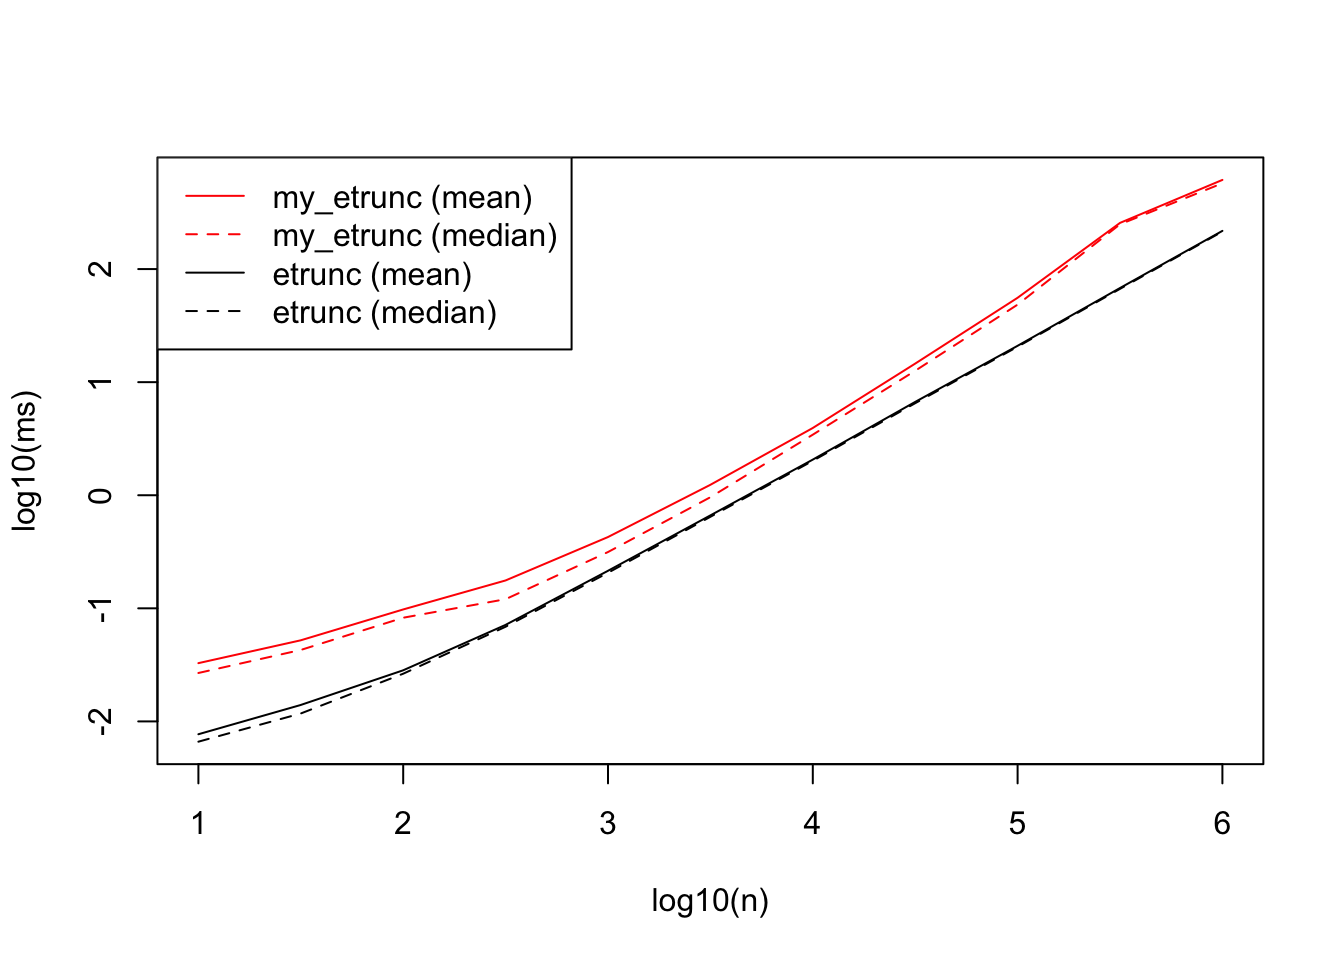 my_etrunc (mean)
my_etrunc (median)
etrunc (mean)
etrunc (median)
2
1
0
-1
-2
log10(ms)
1 2 3 4 5 6
log10(n)